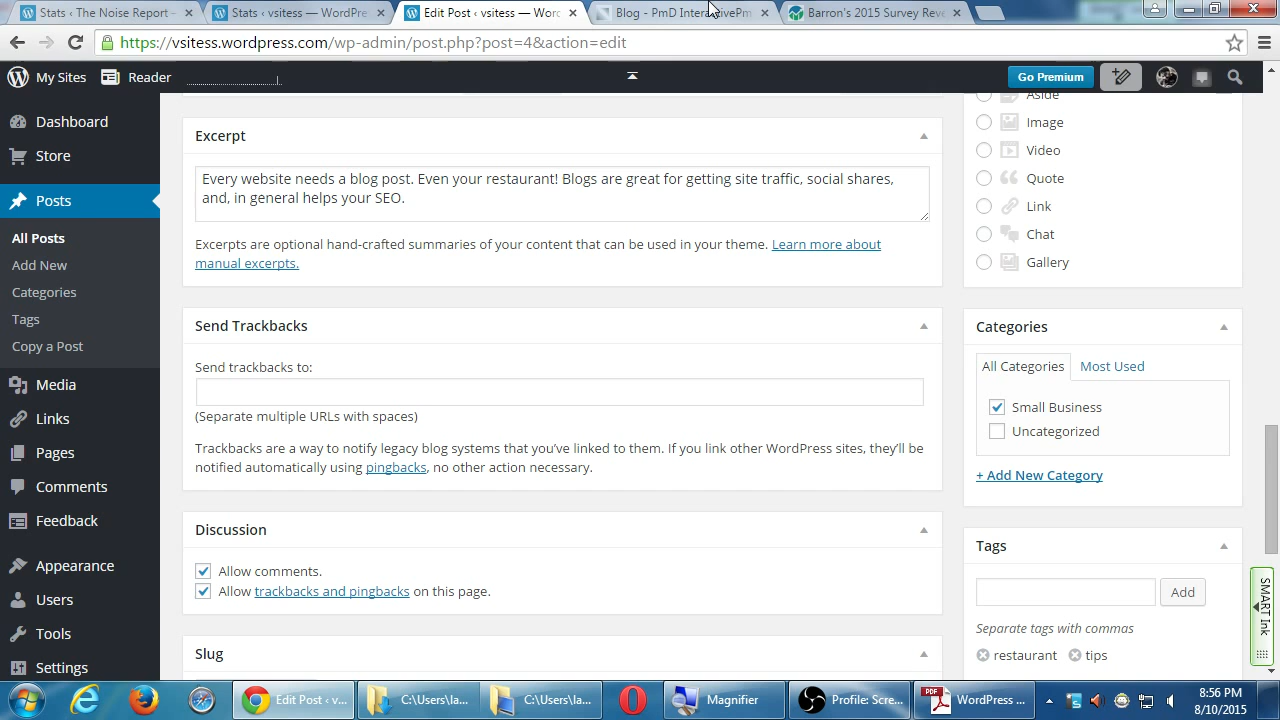 Stats ‹ The Noise Report —
Stats ‹ vsitess — WordPre
Edit Post ‹ vsitess — Wor
Blog - PmD Inter
Barron's 2015 Survey Reve
https://vsitess.wordpress.com/wp-admin/post.php?post=4&action=edit
My Sites
Reader
Go Premium
Dashboard
Store
Posts
All Posts
Add New
Categories
Tags
Copy a Post
Media
Links
Pages
Comments
Feedback
Appearance
Users
Tools
Settings
Excerpt
Every website needs a blog post. Even your restaurant! Blogs are great for getting site traffic, social shares,
and, in general helps your SEO.
Excerpts are optional hand-crafted summaries of your content that can be used in your theme. Learn more about
manual excerpts.
Send Trackbacks
Send trackbacks to:
(Separate multiple URLs with spaces)
Trackbacks are a way to notify legacy blog systems that you've linked to them. If you link other WordPress sites, they'll be
notified automatically using pingbacks, no other action necessary.
Discussion
Allow comments.
Allow trackbacks and pingbacks on this page.
Slug
Aside
Image
Video
Quote
Link
Chat
Gallery
Categories
All Categories
Most Used
Small Business
Uncategorized
+ Add New Category
Tags
Add
Separate tags with commas
restaurant
tips
SMART Ink
Edit Post ‹ v...
C:\Users\la...
C:\Users\la...
Magnifier
Profile: Scre...
PDF
WordPress ...
8:56 PM
8/10/2015